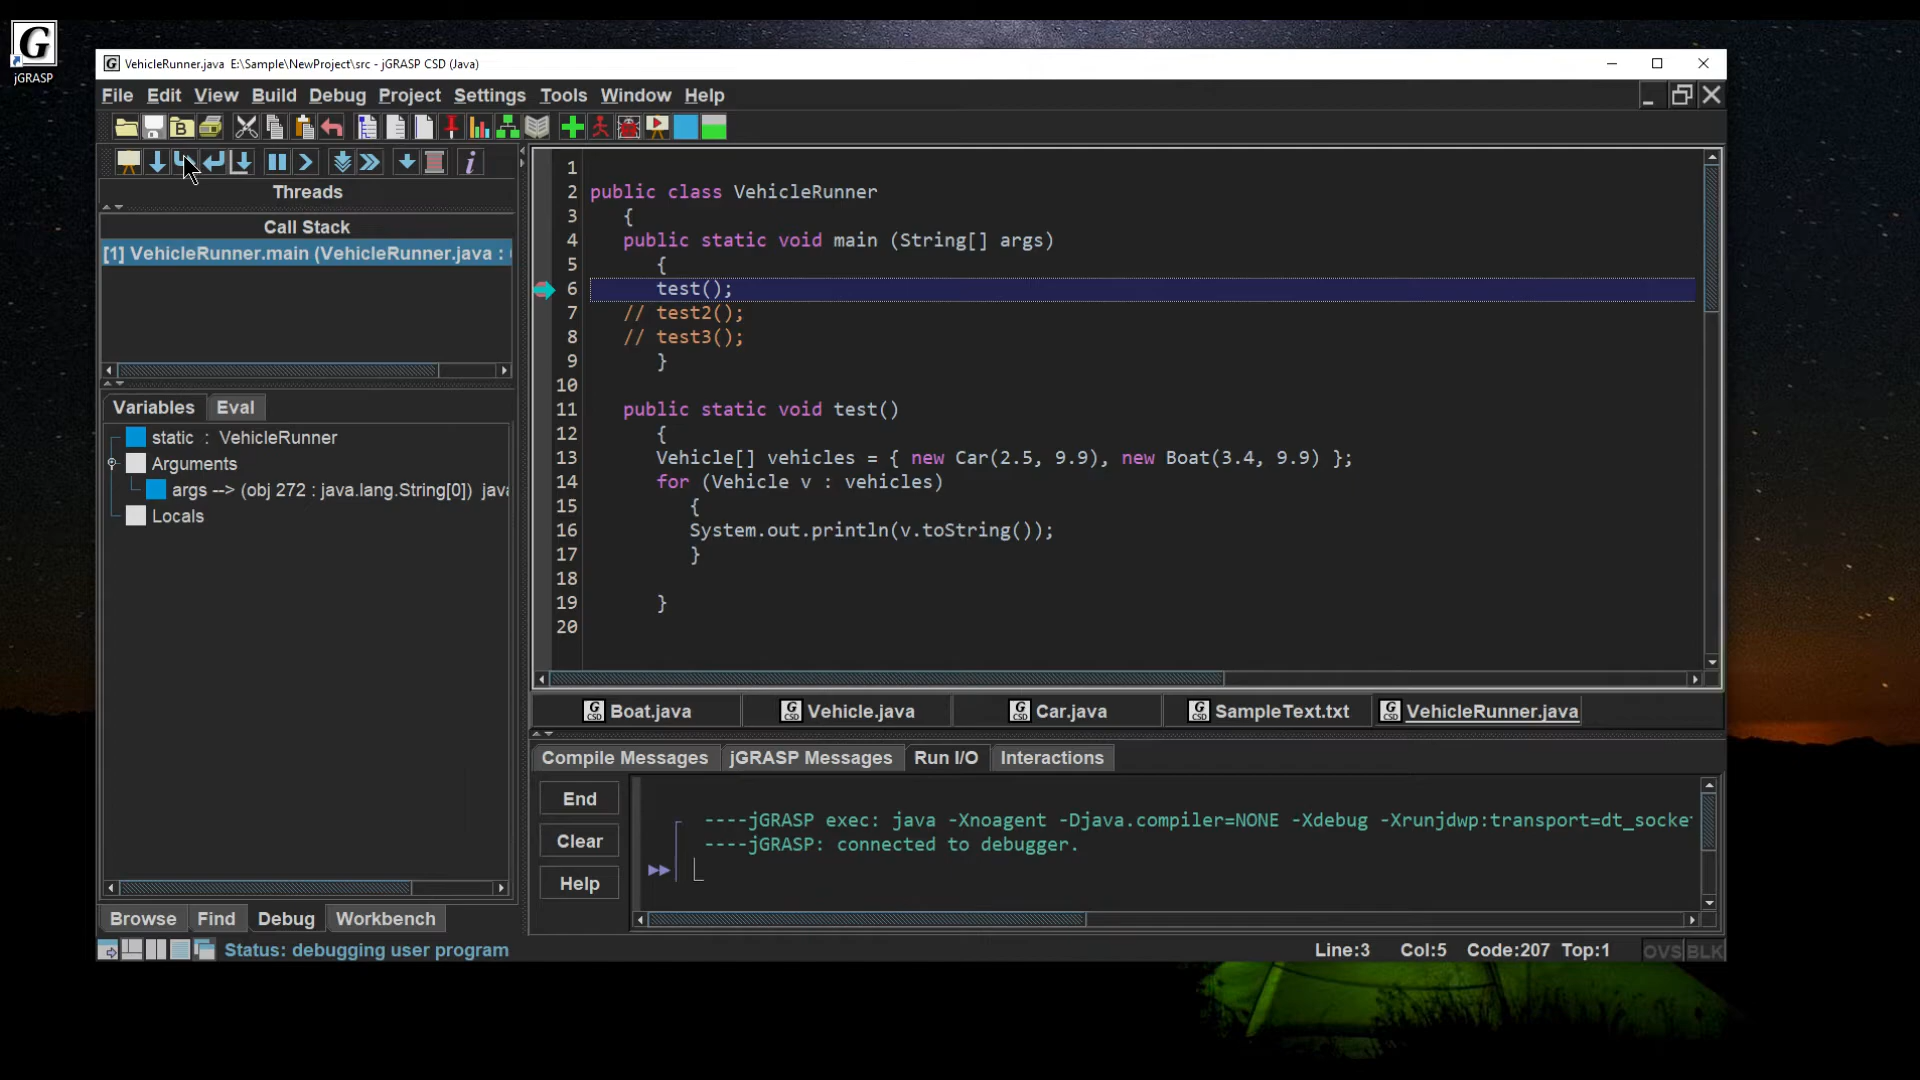 jGRASP
VehicleRunner.java E:\Sample\NewProject\src - jGRASP CSD (Java)
File Edit View Build Debug Project Settings Tools Window Help
Threads
Call Stack
[1] VehicleRunner.main (VehicleRunner.java :
Variables Eval
static : VehicleRunner
Arguments
args --> (obj 272 : java.lang.String[0]) java
Locals
Browse Find Debug Workbench
1
2 public class VehicleRunner
3 {
4 public static void main (String[] args)
5 {
6 test();
7 // test2();
8 // test3();
9 }
10
11 public static void test()
12 {
13 Vehicle[] vehicles = { new Car(2.5, 9.9), new Boat(3.4, 9.9) };
14 for (Vehicle v : vehicles)
15 {
16 System.out.println(v.toString());
17 }
18
19 }
20
Boat.java Vehicle.java Car.java SampleText.txt VehicleRunner.java
Compile Messages jGRASP Messages Run I/O Interactions
End
Clear
Help
----jGRASP exec: java -Xnoagent -Djava.compiler=NONE -Xdebug -Xrunjdwp:transport=dt_socke
----jGRASP: connected to debugger.
Status: debugging user program
Line:3 Col:5 Code:207 Top:1 OVS BLK